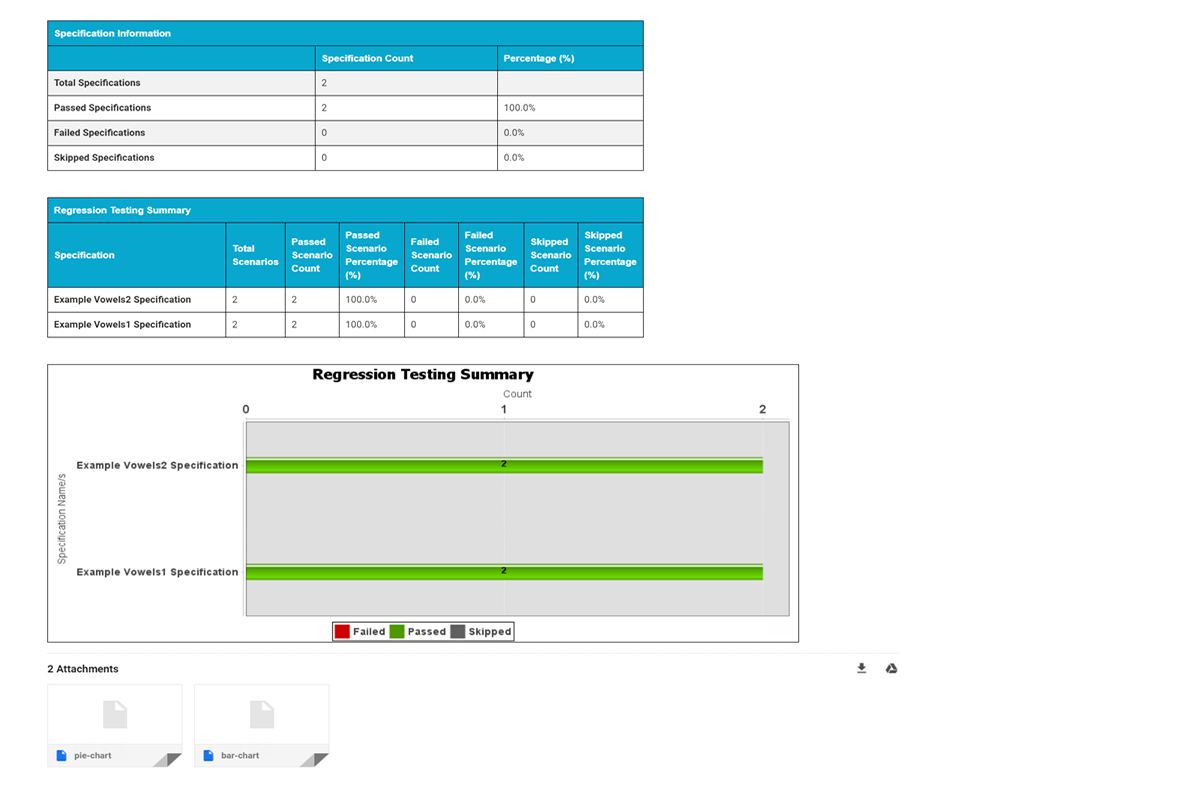 Specification Information
Specification Count Percentage (%)
Total Specifications 2
Passed Specifications 2 100.0%
Failed Specifications 0 0.0%
Skipped Specifications 0 0.0%
Regression Testing Summary
Specification Total Scenarios Passed Scenario Count Passed Scenario Percentage (%) Failed Scenario Count Failed Scenario Percentage (%) Skipped Scenario Count Skipped Scenario Percentage (%)
Example Vowels2 Specification 2 2 100.0% 0 0.0% 0 0.0%
Example Vowels1 Specification 2 2 100.0% 0 0.0% 0 0.0%
Regression Testing Summary
Count
0 1 2
Specification Name/s
Example Vowels2 Specification 2
Example Vowels1 Specification 2
Failed Passed Skipped
2 Attachments
pie-chart bar-chart